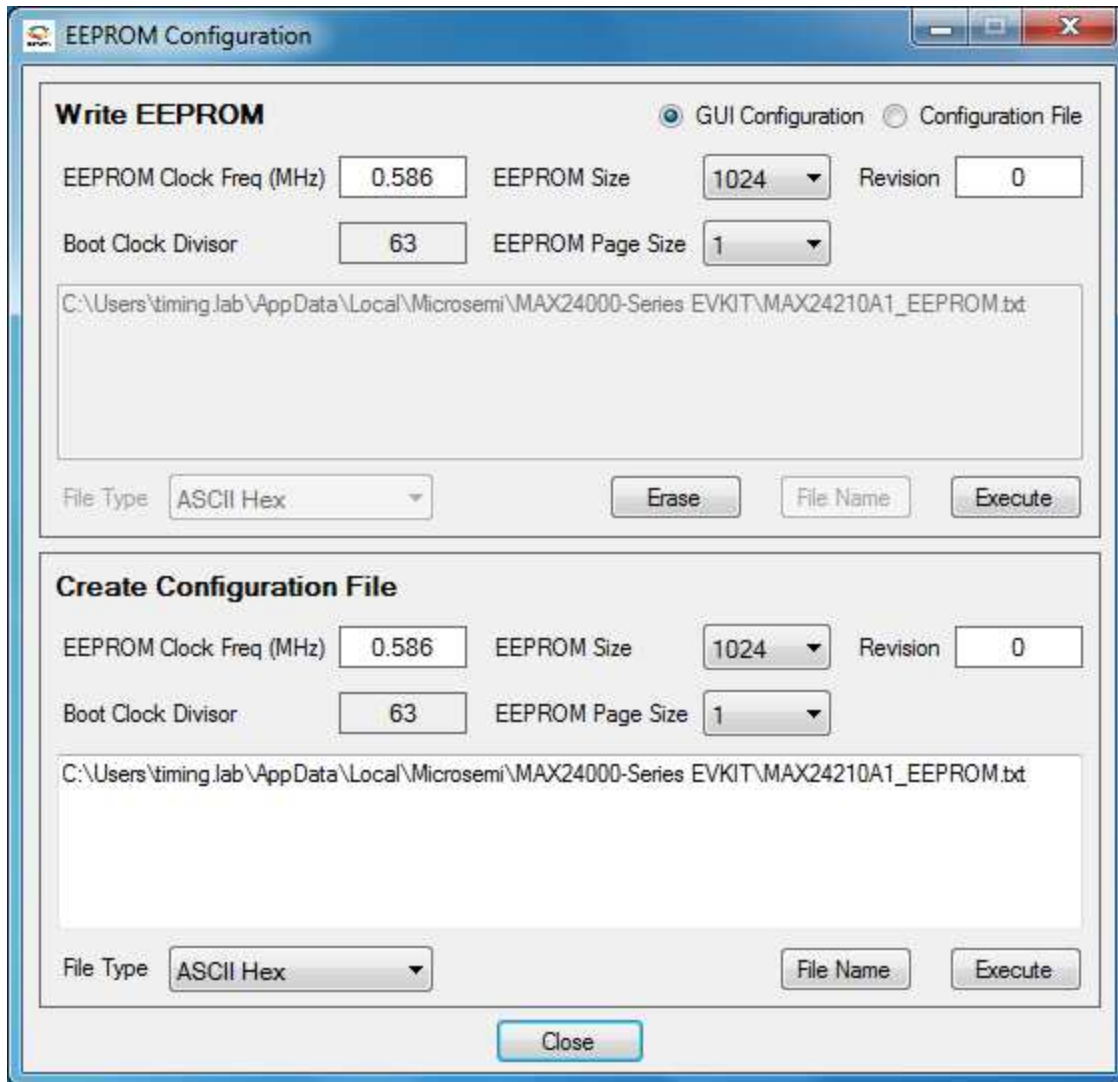 EEPROM Configuration
Write EEPROM GUI Configuration Configuration File
EEPROM Clock Freq (MHz) 0.586 EEPROM Size 1024 Revision 0
Boot Clock Divisor 63 EEPROM Page Size 1
C:\Users\timing.lab\AppData\Local\Microsemi\MAX24000-Series EVKIT\MAX24210A1_EEPROM.txt
File Type ASCII Hex Erase File Name Execute
Create Configuration File
EEPROM Clock Freq (MHz) 0.586 EEPROM Size 1024 Revision 0
Boot Clock Divisor 63 EEPROM Page Size 1
C:\Users\timing.lab\AppData\Local\Microsemi\MAX24000-Series EVKIT\MAX24210A1_EEPROM.txt
File Type ASCII Hex File Name Execute
Close